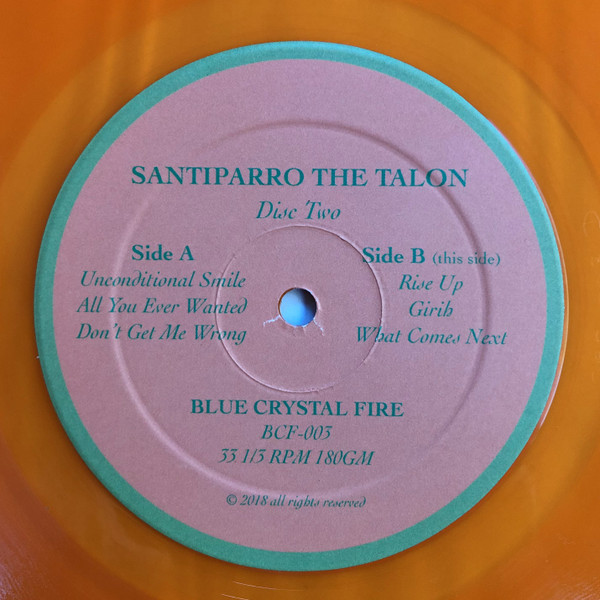 SANTIPARRO THE TALON
Disc Two
Side A
Unconditional Smile
All You Ever Wanted
Don't Get Me Wrong
Side B (this side)
Rise Up
Girih
What Comes Next
BLUE CRYSTAL FIRE
BCF-003
33 1/3 RPM 180GM
© 2018 all rights reserved